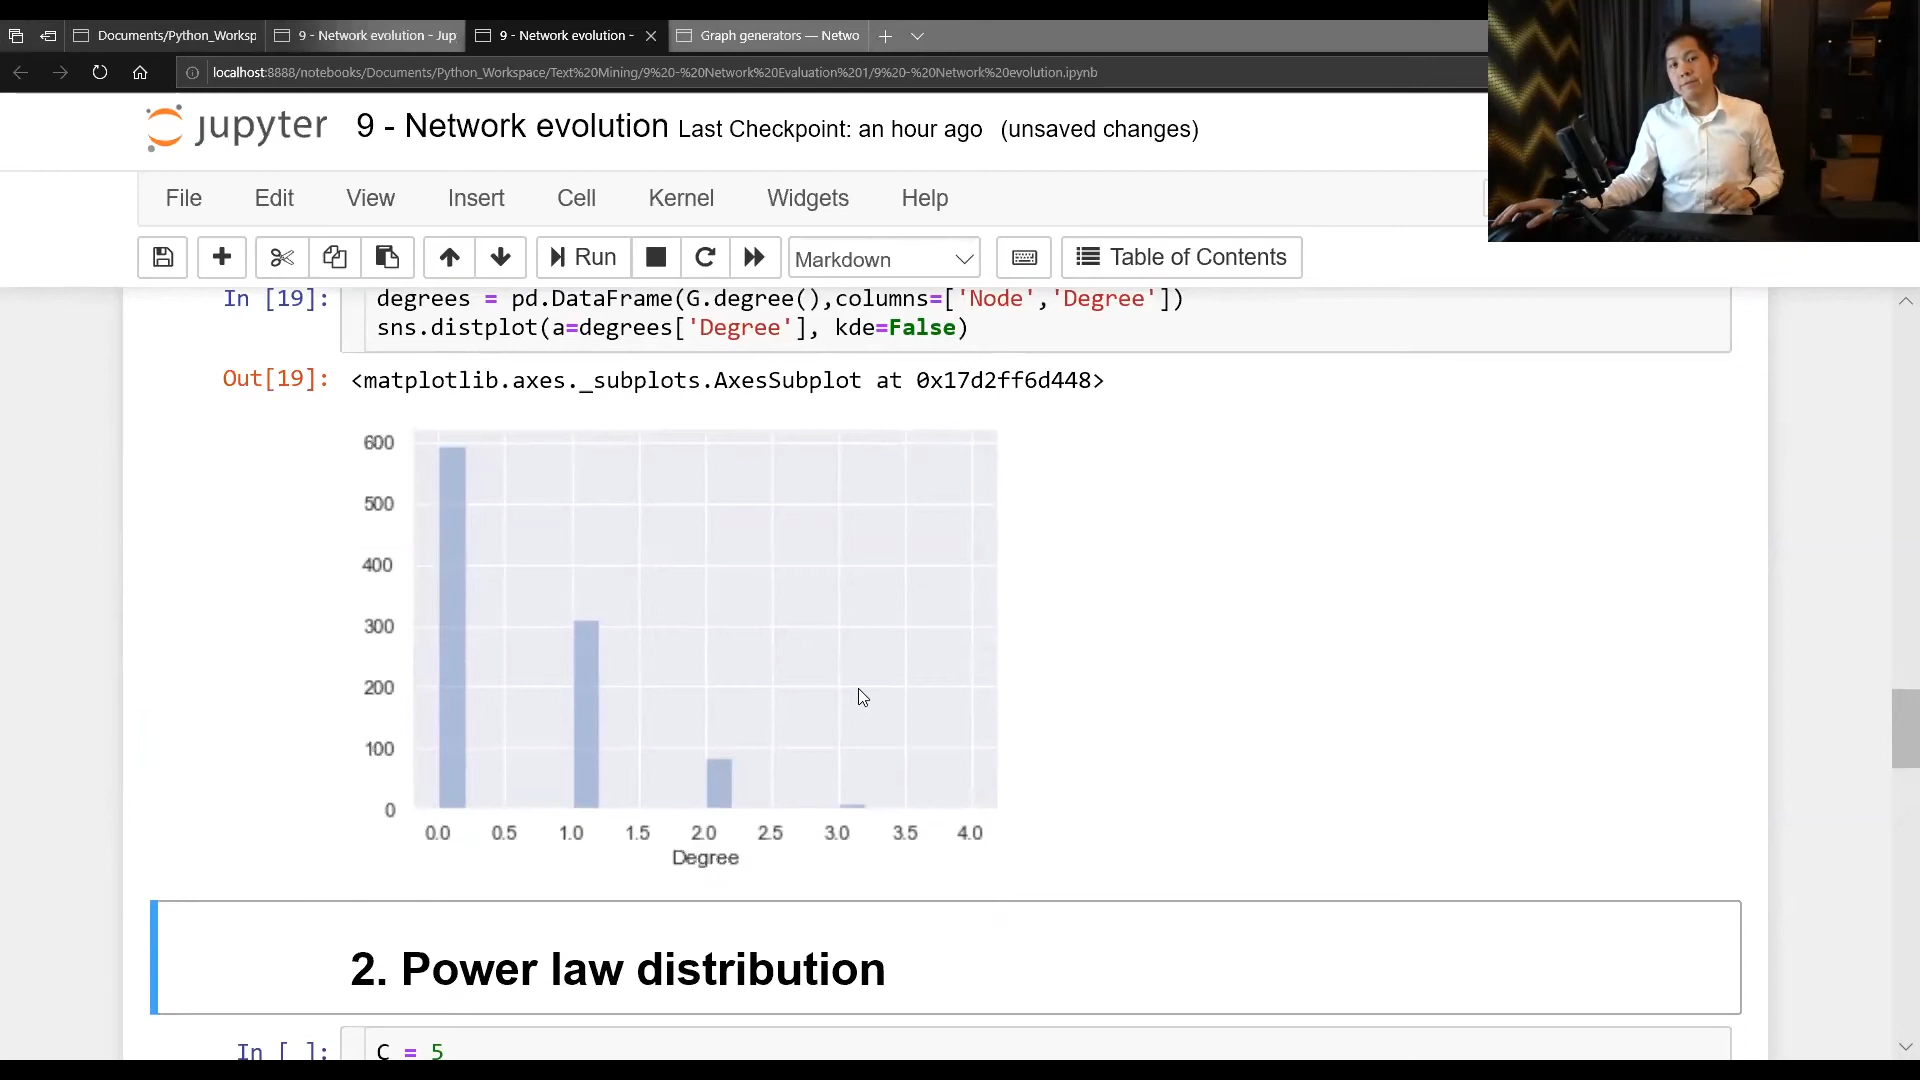 Documents/Python_Worksp
9 - Network evolution - Jup
9 - Network evolution -
Graph generators — Netwo
localhost:8888/notebooks/Documents/Python_Workspace/Text%20Mining/9%20-%20Network%20Evaluation%201/9%20-%20Network%20evolution.ipynb
jupyter 9 - Network evolution Last Checkpoint: an hour ago (unsaved changes)
File Edit View Insert Cell Kernel Widgets Help
Run Markdown Table of Contents
In [19]: degrees = pd.DataFrame(G.degree(),columns=['Node','Degree'])
sns.distplot(a=degrees['Degree'], kde=False)
Out[19]: <matplotlib.axes._subplots.AxesSubplot at 0x17d2ff6d448>
600
500
400
300
200
100
0
0.0 0.5 1.0 1.5 2.0 2.5 3.0 3.5 4.0
Degree
2. Power law distribution
In [ ]: C = 5